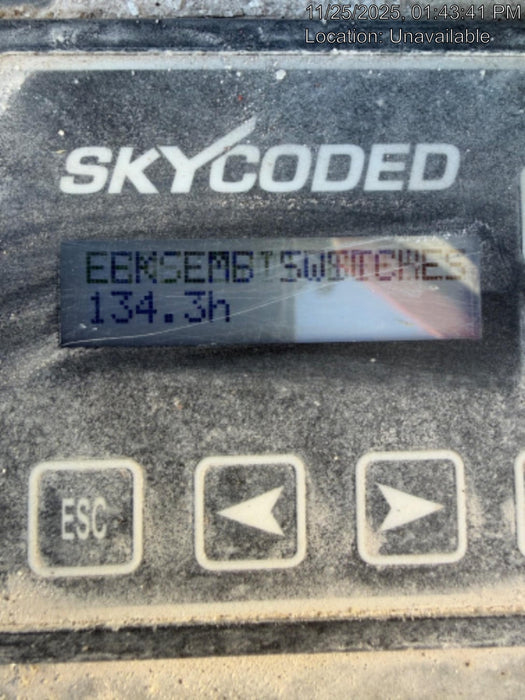 11/25/2025, 01:43:41 PM
Location: Unavailable
SKYCODED
134.3h
ESC